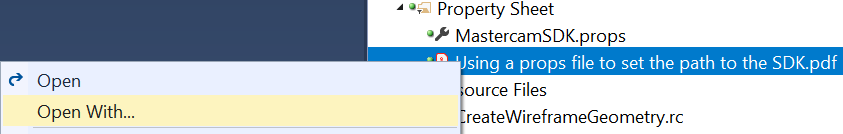 Property Sheet
MastercamSDK.props
Using a props file to set the path to the SDK.pdf
Open
source Files
Open With...
CreateWireframeGeometry.rc